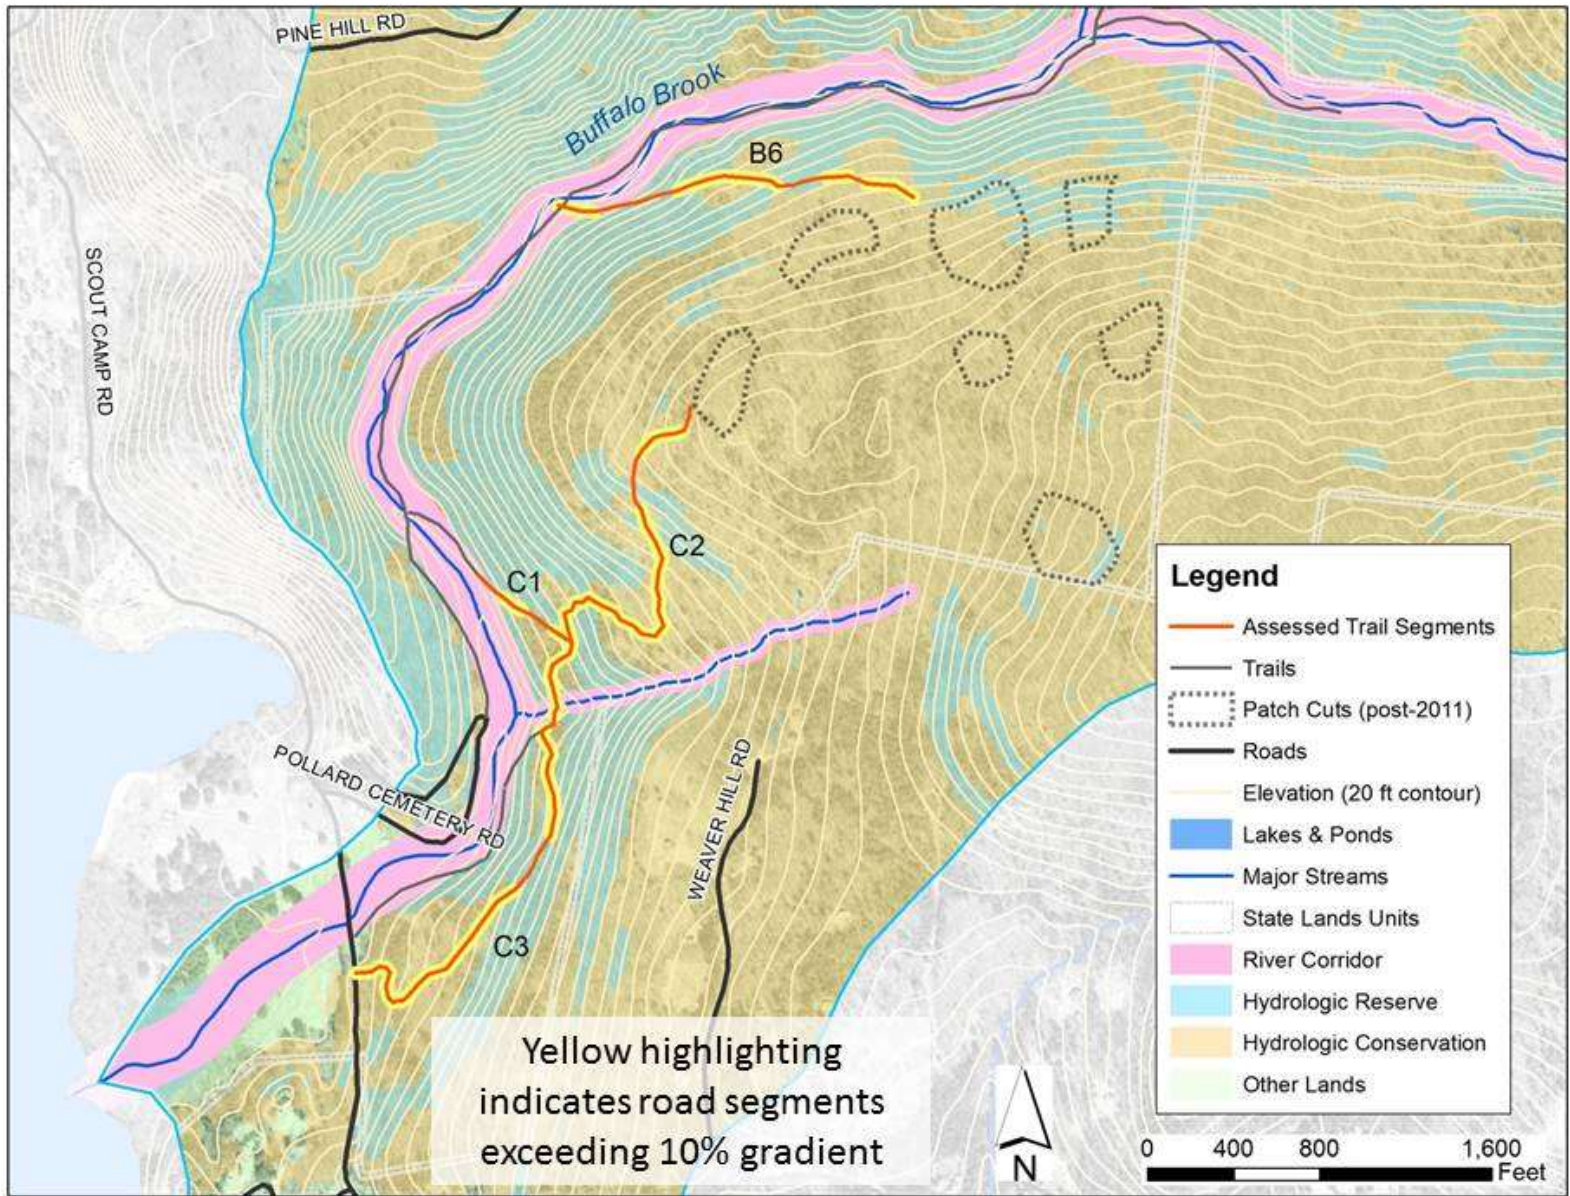 PINE HILL RD
Buffalo Brook
B6
SCOUT CAMP RD
C2
C1
POLLARD CEMETERY RD
WEAVER HILL RD
C3
Yellow highlighting
indicates road segments
exceeding 10% gradient
N
Legend
Assessed Trail Segments
Trails
Patch Cuts (post-2011)
Roads
Elevation (20 ft contour)
Lakes & Ponds
Major Streams
State Lands Units
River Corridor
Hydrologic Reserve
Hydrologic Conservation
Other Lands
0 400 800 1,600
Feet